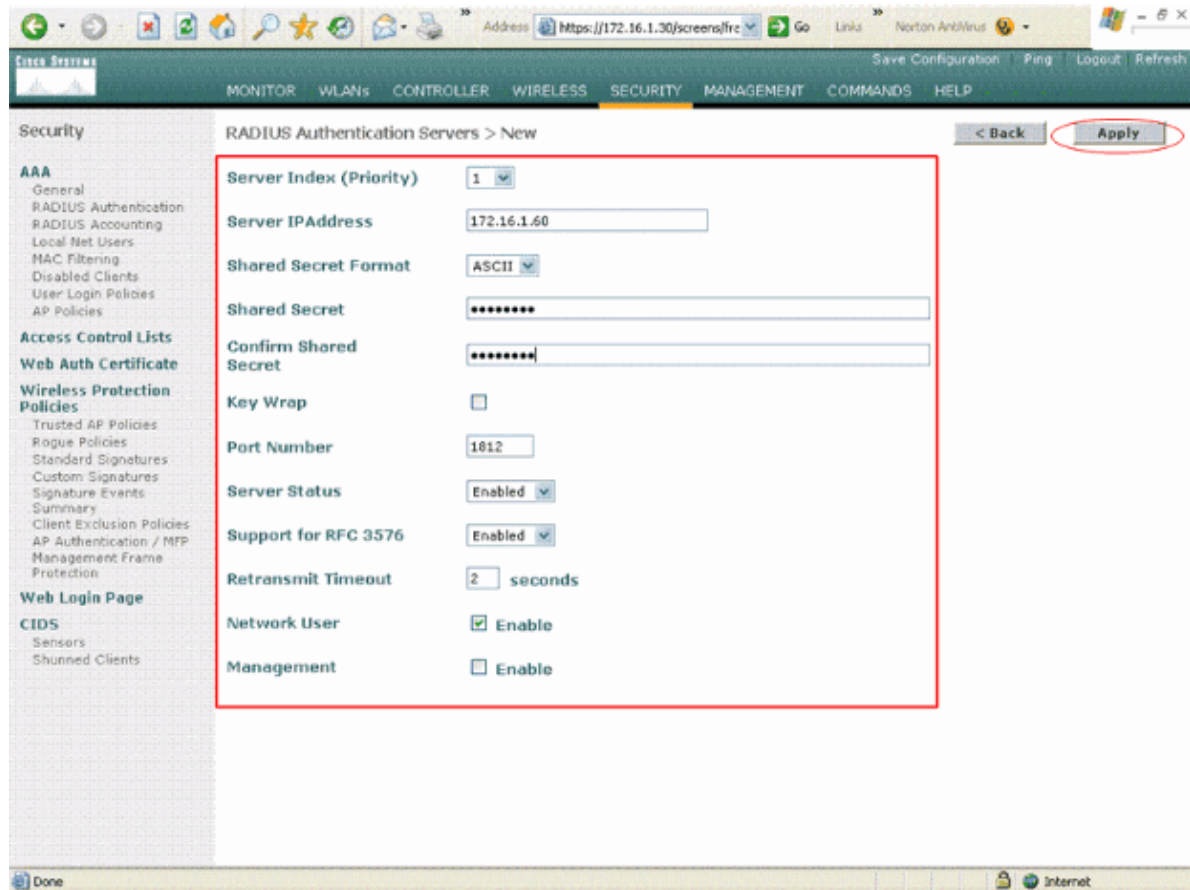 Address https://172.16.1.30/screens/fre Go Links Norton AntiVirus
Cisco Systems
Save Configuration Ping Logout Refresh
MONITOR WLANs CONTROLLER WIRELESS SECURITY MANAGEMENT COMMANDS HELP
Security
AAA
General
RADIUS Authentication
RADIUS Accounting
Local Net Users
MAC Filtering
Disabled Clients
User Login Policies
AP Policies
Access Control Lists
Web Auth Certificate
Wireless Protection
Policies
Trusted AP Policies
Rogue Policies
Standard Signatures
Custom Signatures
Signature Events
Summary
Client Exclusion Policies
AP Authentication / MFP
Management Frame
Protection
Web Login Page
CIDS
Sensors
Shunned Clients
RADIUS Authentication Servers > New
< Back Apply
Server Index (Priority) 1
Server IPAddress 172.16.1.60
Shared Secret Format ASCII
Shared Secret ••••••••
Confirm Shared
Secret ••••••••
Key Wrap
Port Number 1812
Server Status Enabled
Support for RFC 3576 Enabled
Retransmit Timeout 2 seconds
Network User Enable
Management Enable
Done Internet